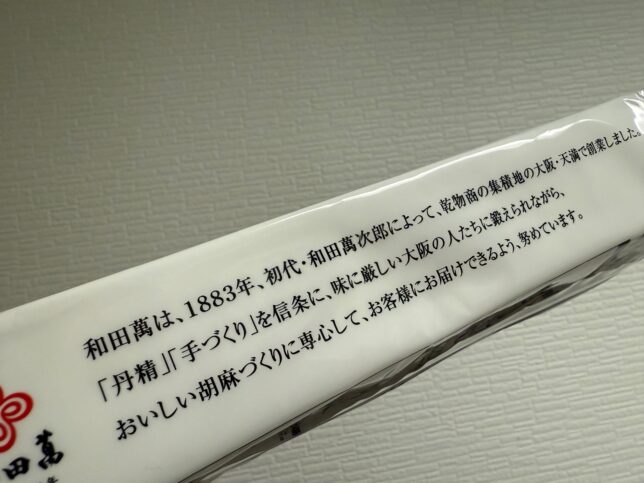 和田萬は、1883年、初代・和田萬次郎によって、乾物商の集積地の大阪・天満で創業しました。
「丹精」「手づくり」を信条に、味に厳しい大阪の人たちに鍛えられながら、
おいしい胡麻づくりに専心して、お客様にお届けできるよう、努めています。
田萬
年